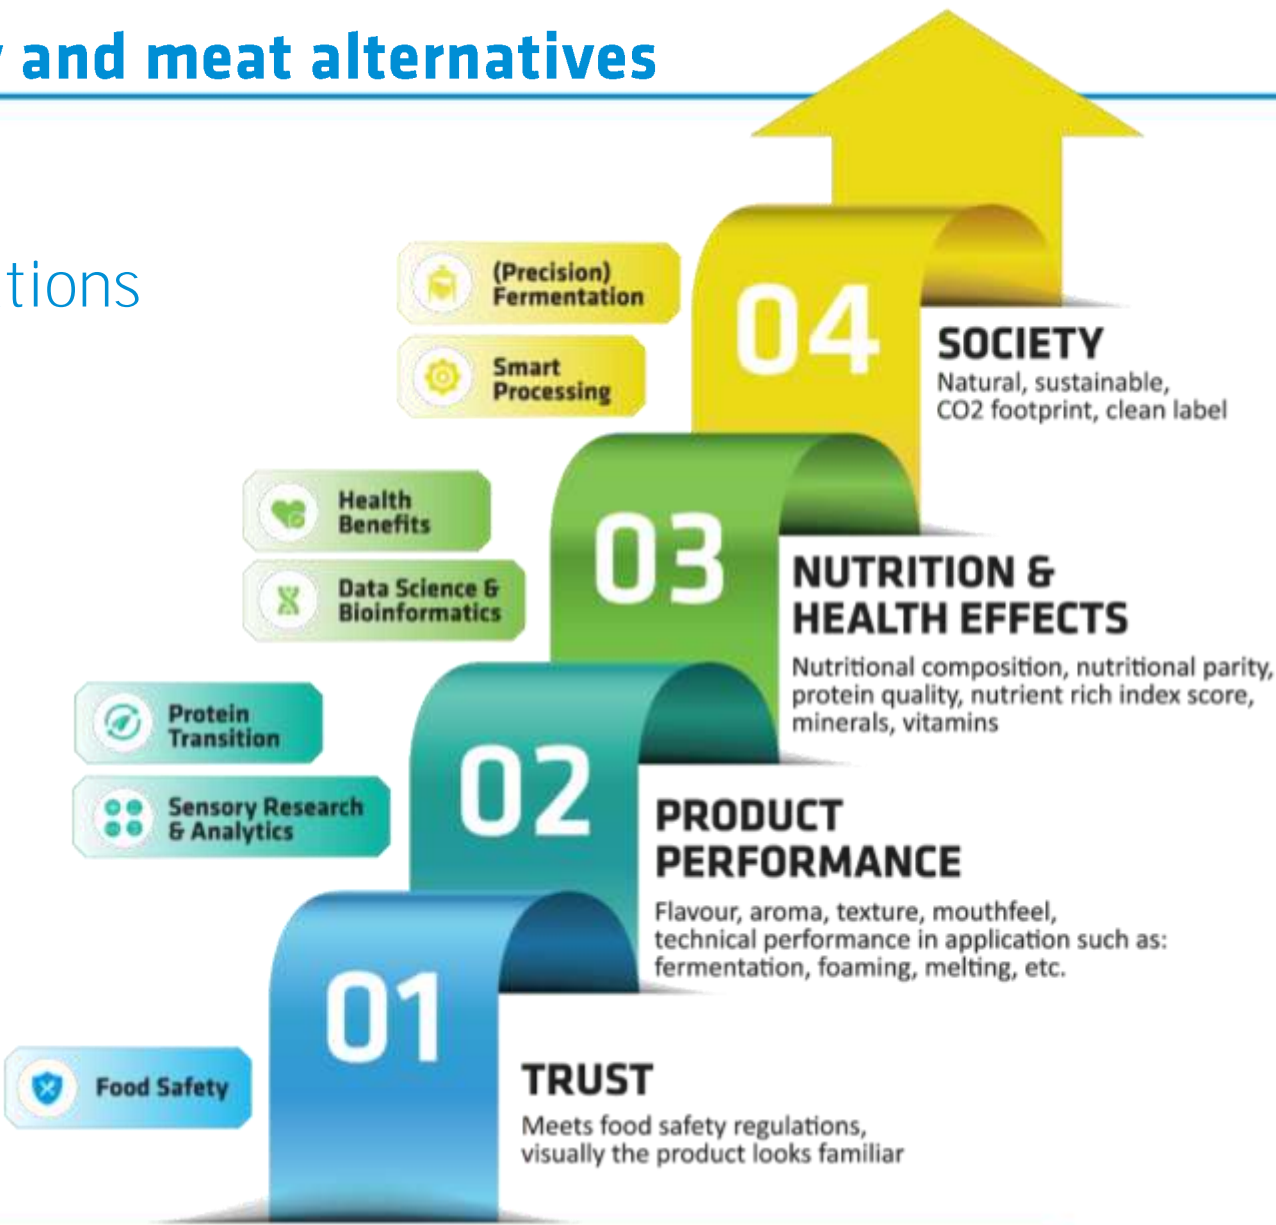 and meat alternatives
tions
(Precision)
Fermentation
Smart
Processing
04
SOCIETY
Natural, sustainable,
CO2 footprint, clean label
Health
Benefits
Data Science &
Bioinformatics
03
NUTRITION &
HEALTH EFFECTS
Nutritional composition, nutritional parity,
protein quality, nutrient rich index score,
minerals, vitamins
Protein
Transition
Sensory Research
& Analytics
02
PRODUCT
PERFORMANCE
Flavour, aroma, texture, mouthfeel,
technical performance in application such as:
fermentation, foaming, melting, etc.
Food Safety
01
TRUST
Meets food safety regulations,
visually the product looks familiar